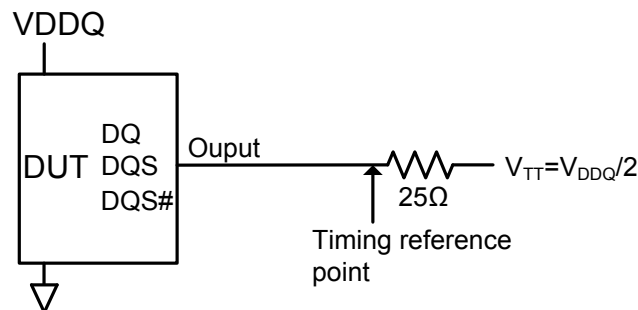 VDDQ
DUT
DQ
DQS
DQS#
Ouput
25Ω
V_TT=V_DDQ/2
Timing reference
point